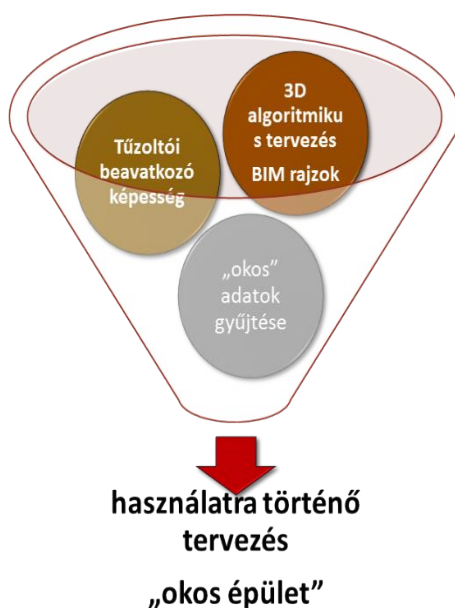 3D
algoritmiku
s tervezés
BIM rajzok
Tűzoltói
beavatkozó
képesség
„okos”
adatok
gyűjtése
használatra történő
tervezés
„okos épület”